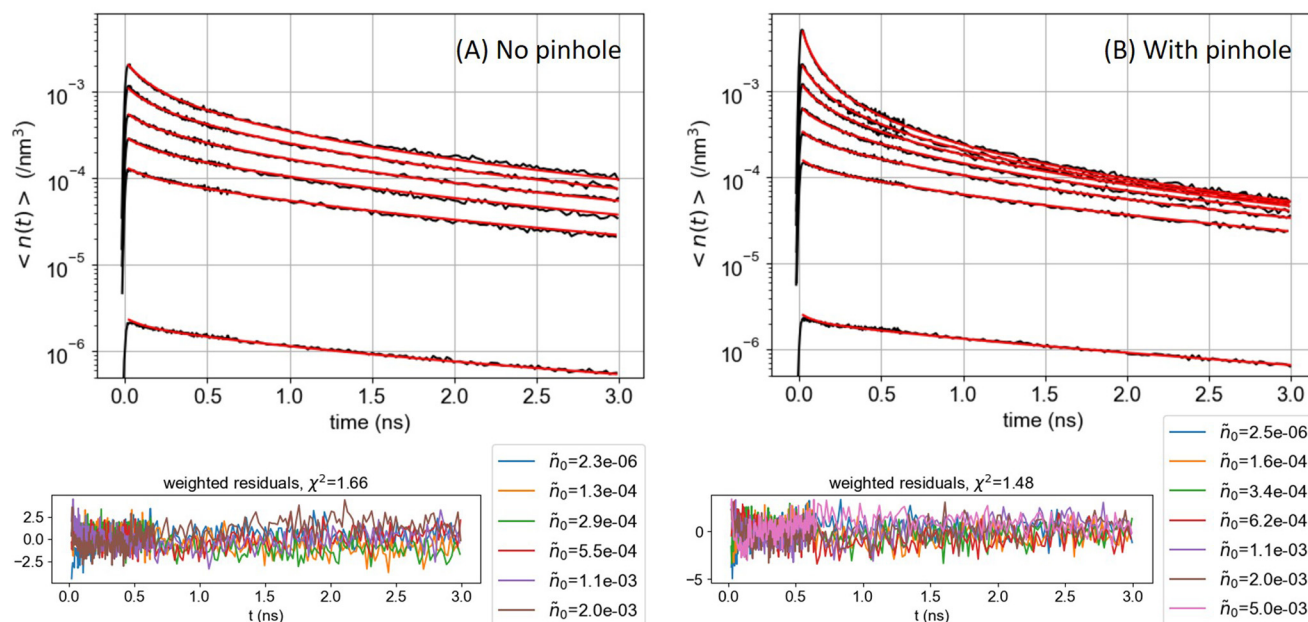 (A) No pinhole
10⁻³
10⁻⁴
10⁻⁵
10⁻⁶
< n(t) > (/nm³)
0.0 0.5 1.0 1.5 2.0 2.5 3.0
time (ns)
weighted residuals, χ²=1.66
2.5
0.0
−2.5
0.0 0.5 1.0 1.5 2.0 2.5 3.0
t (ns)
ñ₀=2.3e-06
ñ₀=1.3e-04
ñ₀=2.9e-04
ñ₀=5.5e-04
ñ₀=1.1e-03
ñ₀=2.0e-03
(B) With pinhole
10⁻³
10⁻⁴
10⁻⁵
10⁻⁶
< n(t) > (/nm³)
0.0 0.5 1.0 1.5 2.0 2.5 3.0
time (ns)
weighted residuals, χ²=1.48
0
−5
0.0 0.5 1.0 1.5 2.0 2.5 3.0
t (ns)
ñ₀=2.5e-06
ñ₀=1.6e-04
ñ₀=3.4e-04
ñ₀=6.2e-04
ñ₀=1.1e-03
ñ₀=2.0e-03
ñ₀=5.0e-03